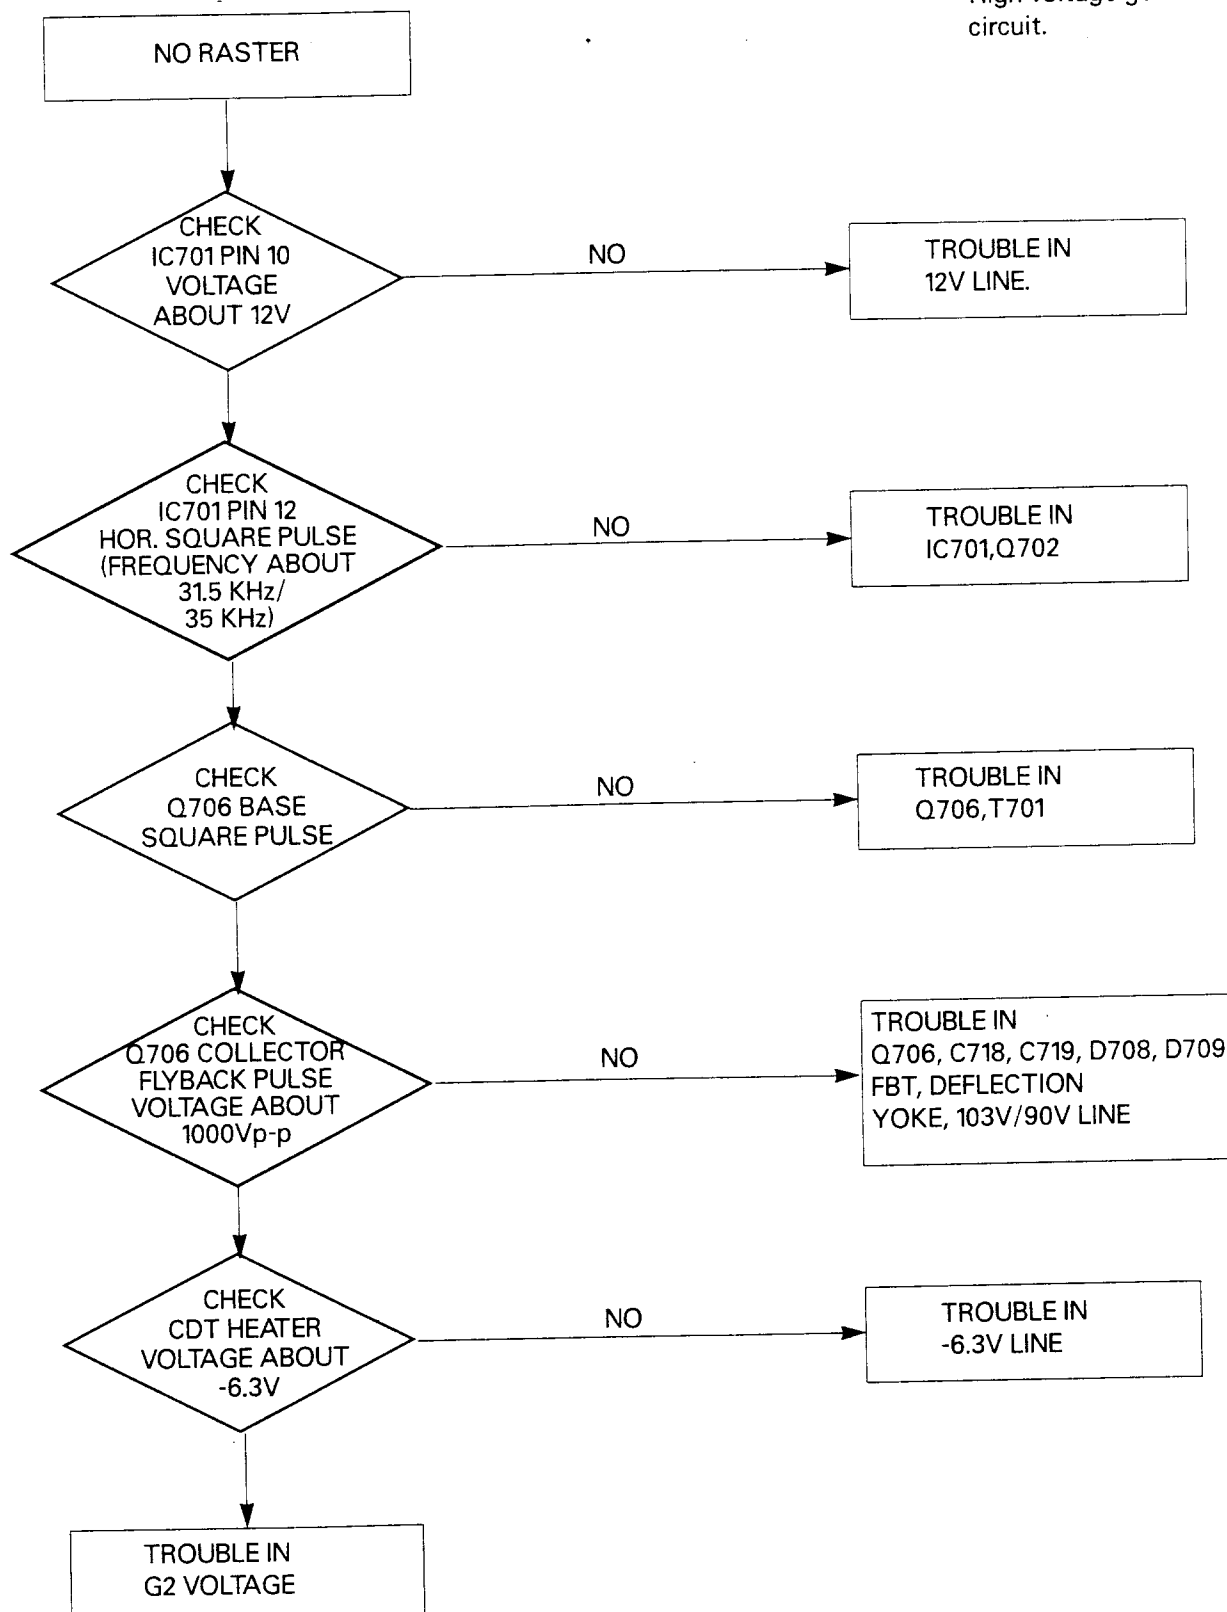 High voltage g
circuit.
NO RASTER
CHECK
IC701 PIN 10
VOLTAGE
ABOUT 12V
NO
TROUBLE IN
12V LINE.
CHECK
IC701 PIN 12
HOR. SQUARE PULSE
(FREQUENCY ABOUT
31.5 KHz/
35 KHz)
NO
TROUBLE IN
IC701,Q702
CHECK
Q706 BASE
SQUARE PULSE
NO
TROUBLE IN
Q706,T701
CHECK
Q706 COLLECTOR
FLYBACK PULSE
VOLTAGE ABOUT
1000Vp-p
NO
TROUBLE IN
Q706, C718, C719, D708, D709
FBT, DEFLECTION
YOKE, 103V/90V LINE
CHECK
CDT HEATER
VOLTAGE ABOUT
-6.3V
NO
TROUBLE IN
-6.3V LINE
TROUBLE IN
G2 VOLTAGE